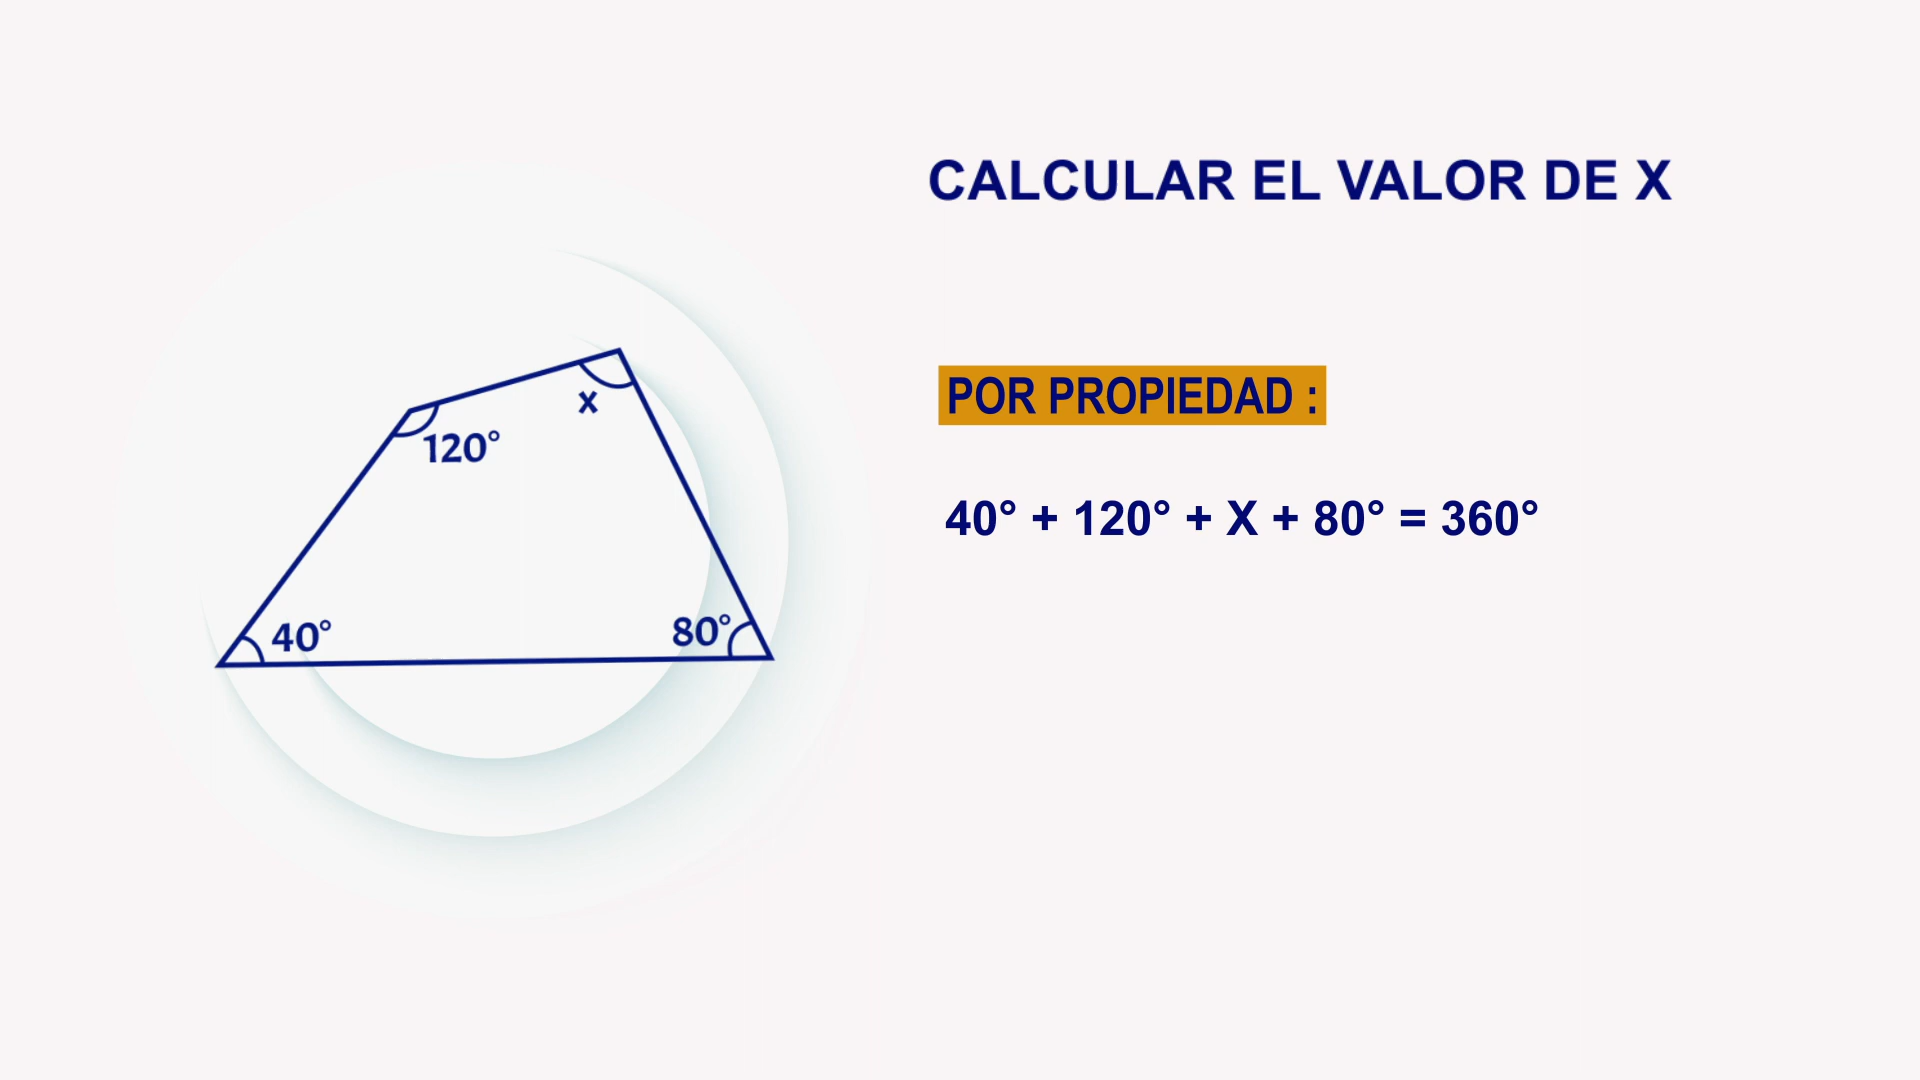 CALCULAR EL VALOR DE X
POR PROPIEDAD :
40° + 120° + X + 80° = 360°
x
120°
40°
80°